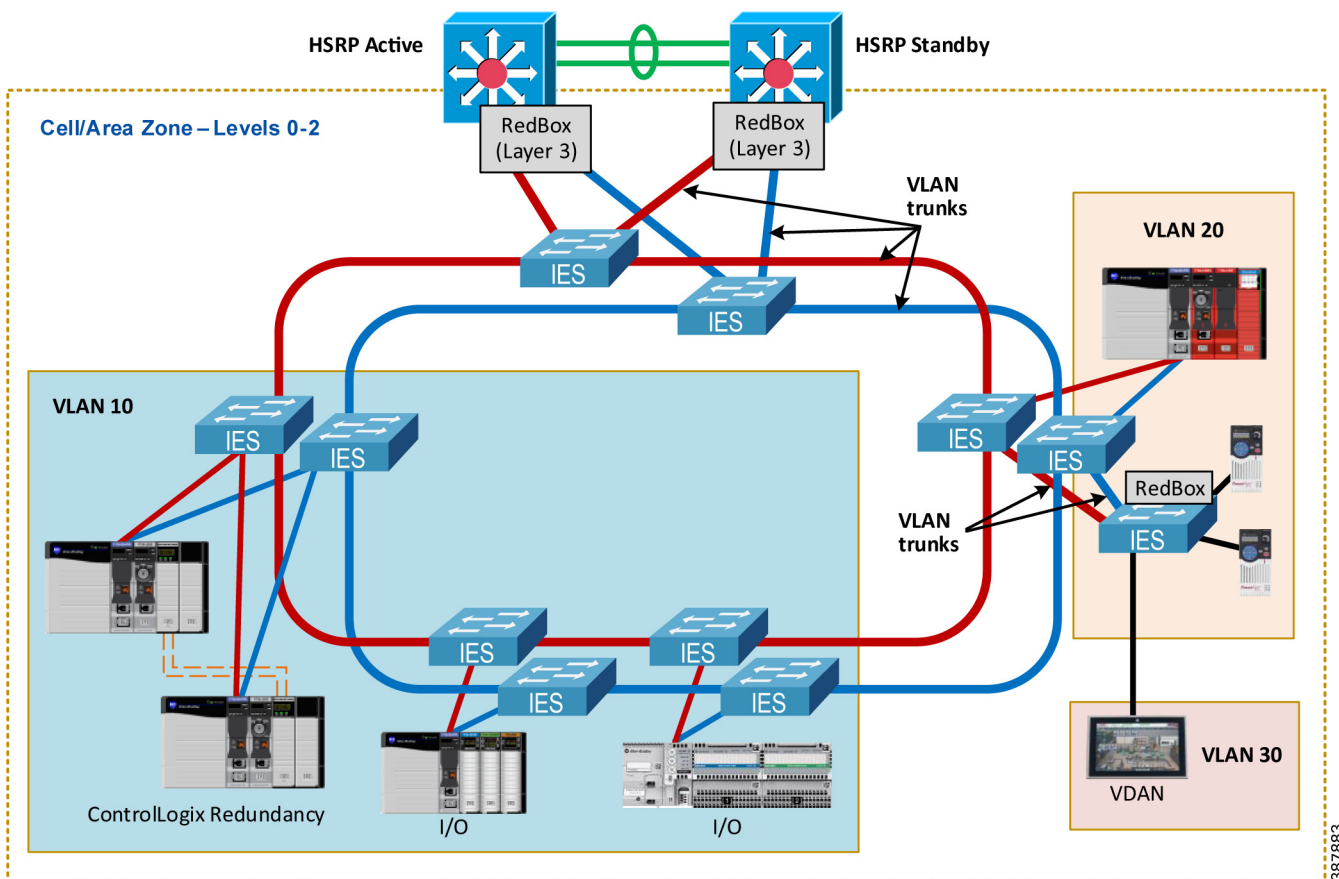 HSRP Active
HSRP Standby
Cell/Area Zone – Levels 0-2
RedBox
(Layer 3)
RedBox
(Layer 3)
VLAN
trunks
VLAN 20
IES
IES
VLAN 10
IES
IES
IES
IES
RedBox
VLAN
trunks
IES
IES
IES
IES
IES
VLAN 30
VDAN
ControlLogix Redundancy
I/O
I/O
387883